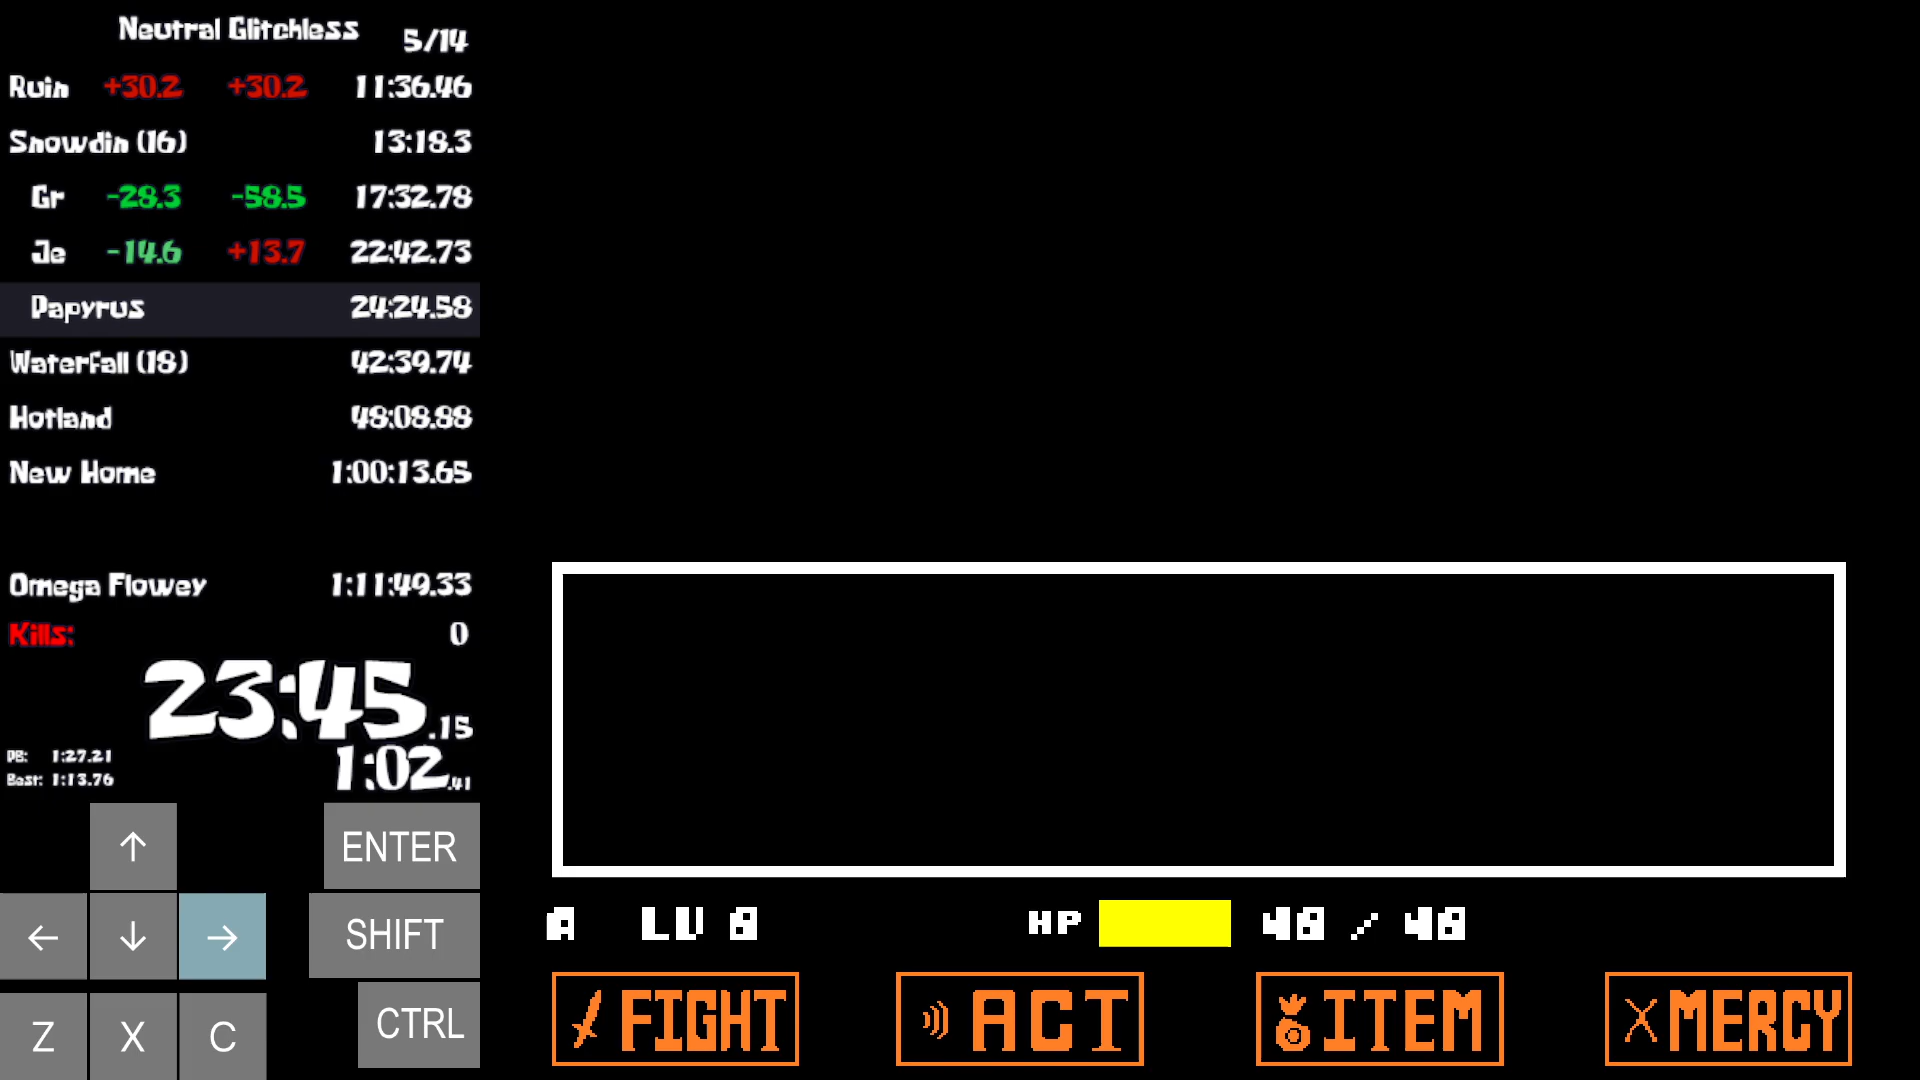 Neutral Glitchless 5/14
Ruin +30.2 +30.2 11:36.46
Snowdin (16) 13:18.3
Gr -28.3 -58.5 17:32.78
Je -14.6 +13.7 22:42.73
Papyrus 24:24.58
Waterfall (18) 42:39.74
Hotland 48:08.88
New Home 1:00:13.65
Omega Flowey 1:11:49.33
Kills: 0
23:45.15
PB: 1:27.21
Best: 1:13.76
1:02.41
↑ ENTER
← ↓ → SHIFT
Z X C CTRL
A LV 8 HP 48 / 48
FIGHT ACT ITEM MERCY